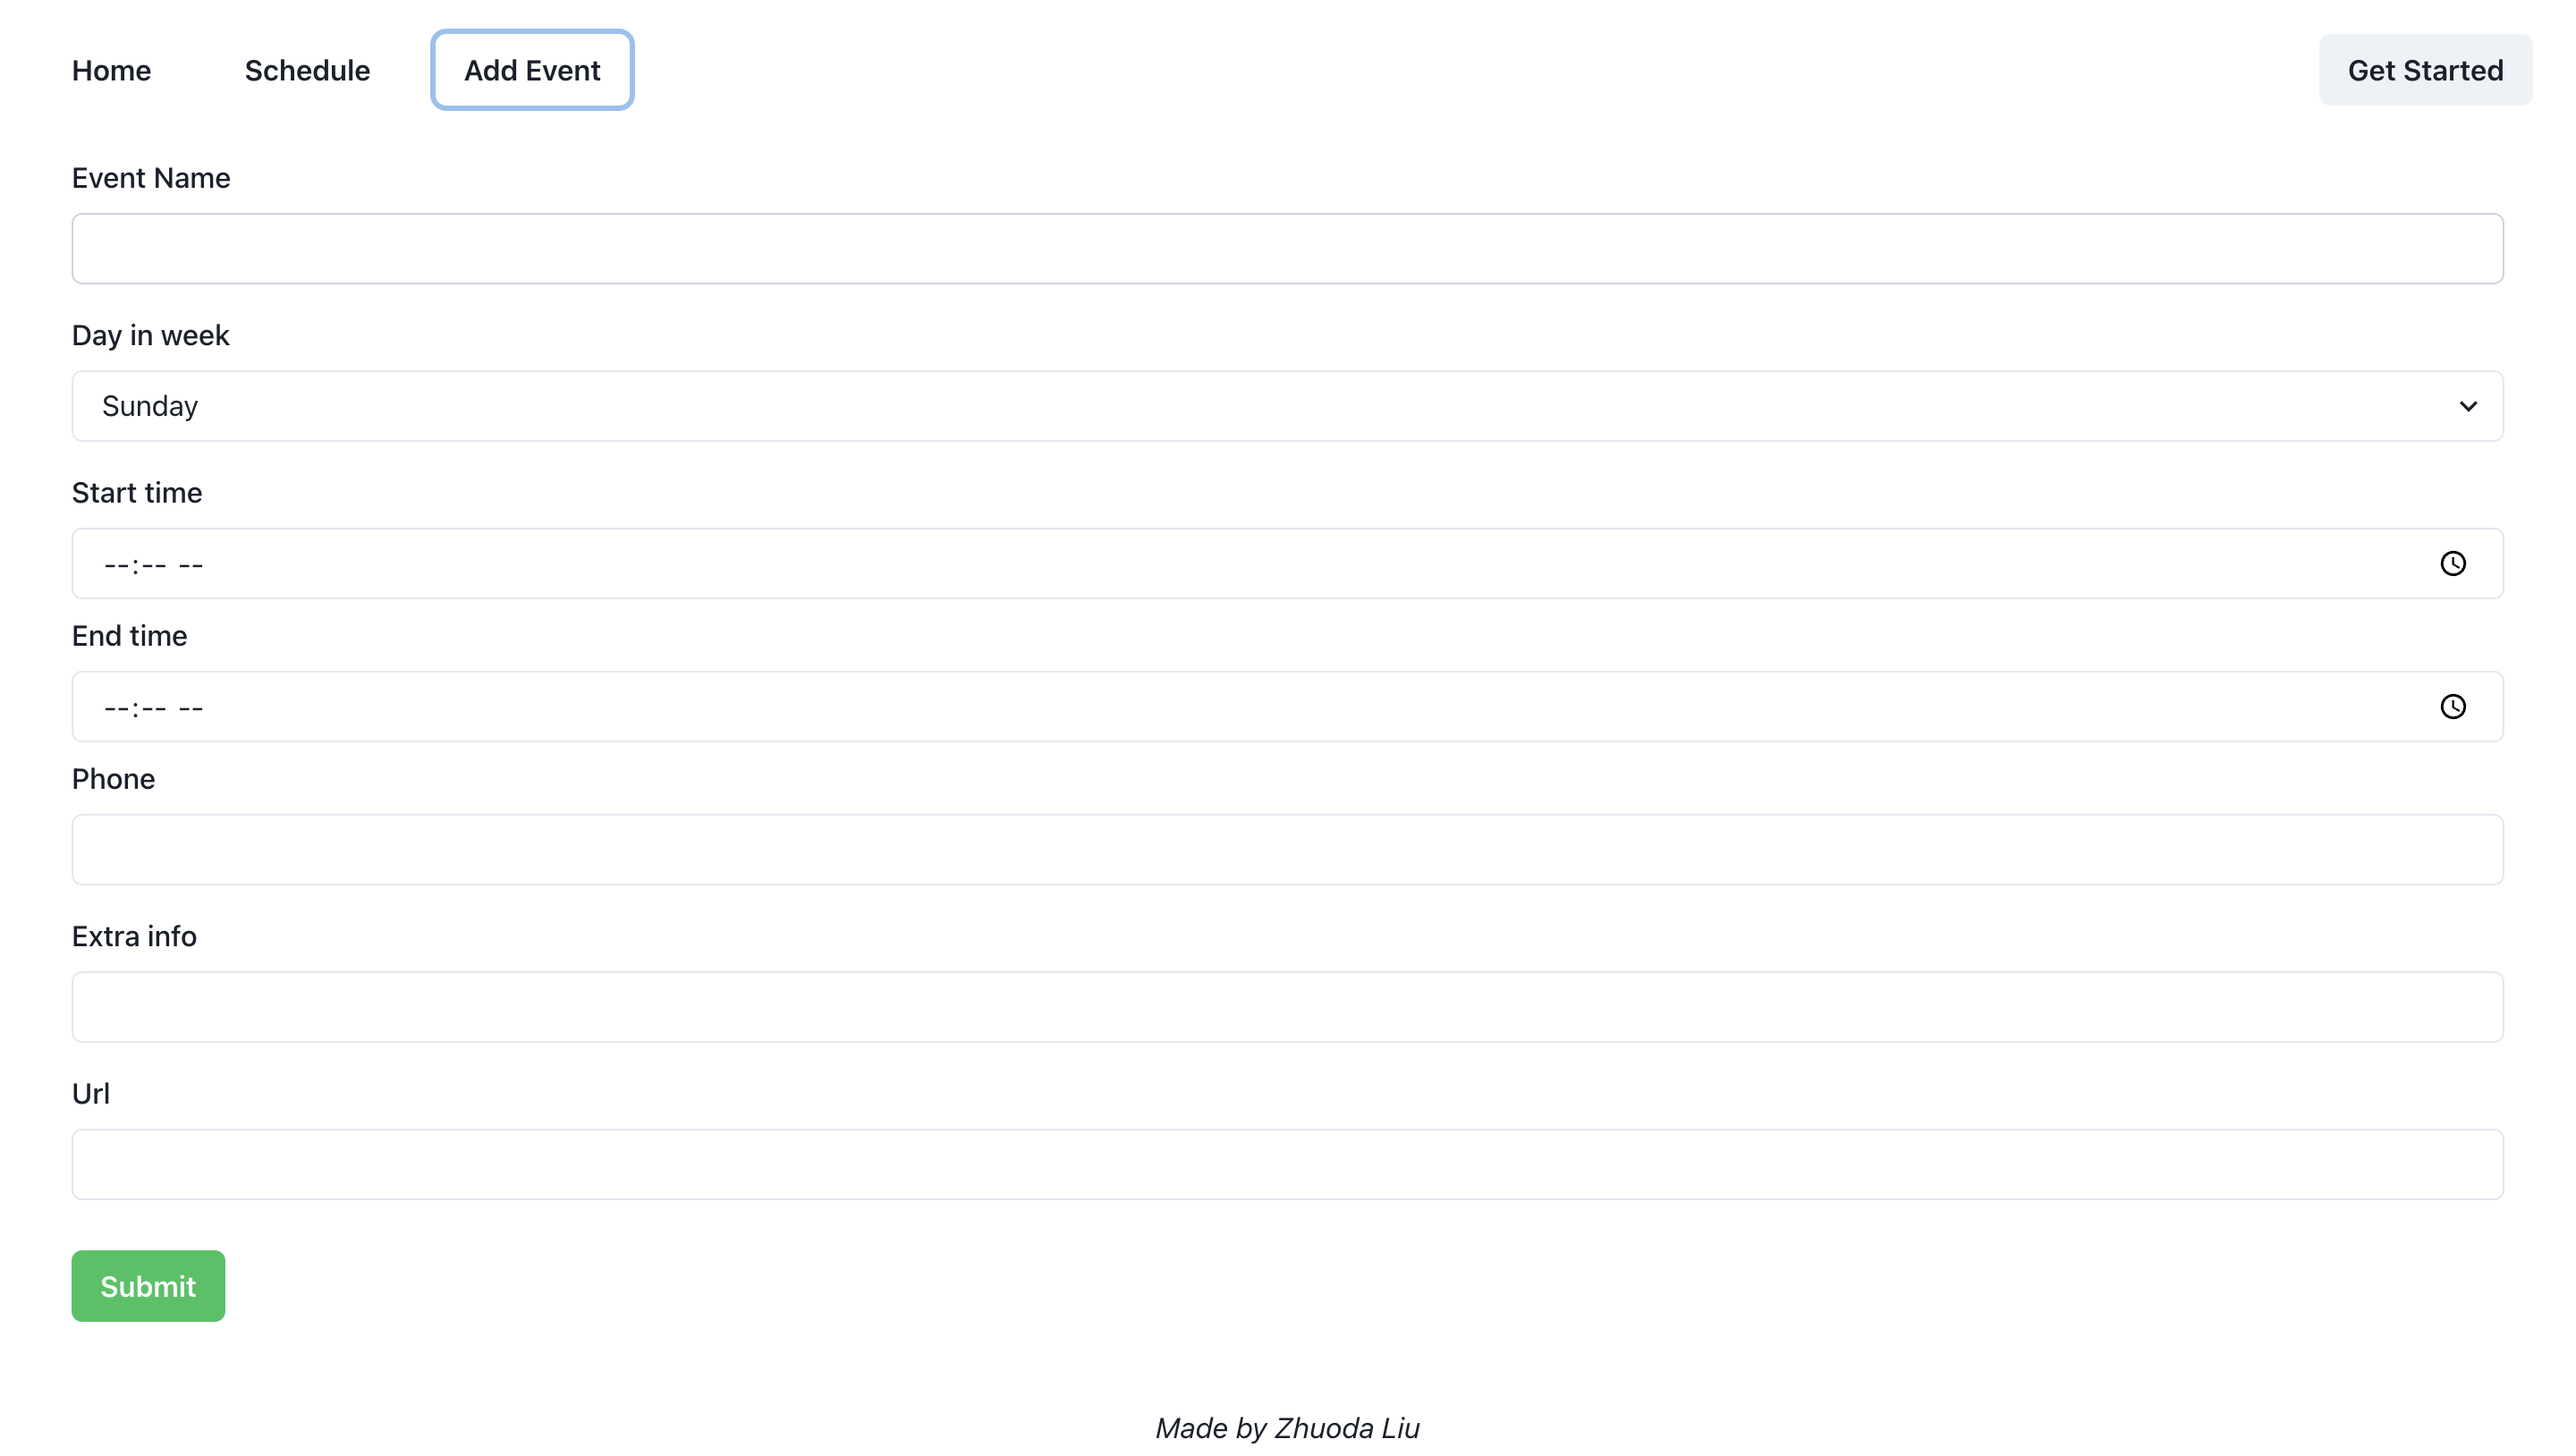 Home Schedule Add Event Get Started
Event Name
Day in week
Sunday
Start time
--:-- --
End time
--:-- --
Phone
Extra info
Url
Submit
Made by Zhuoda Liu